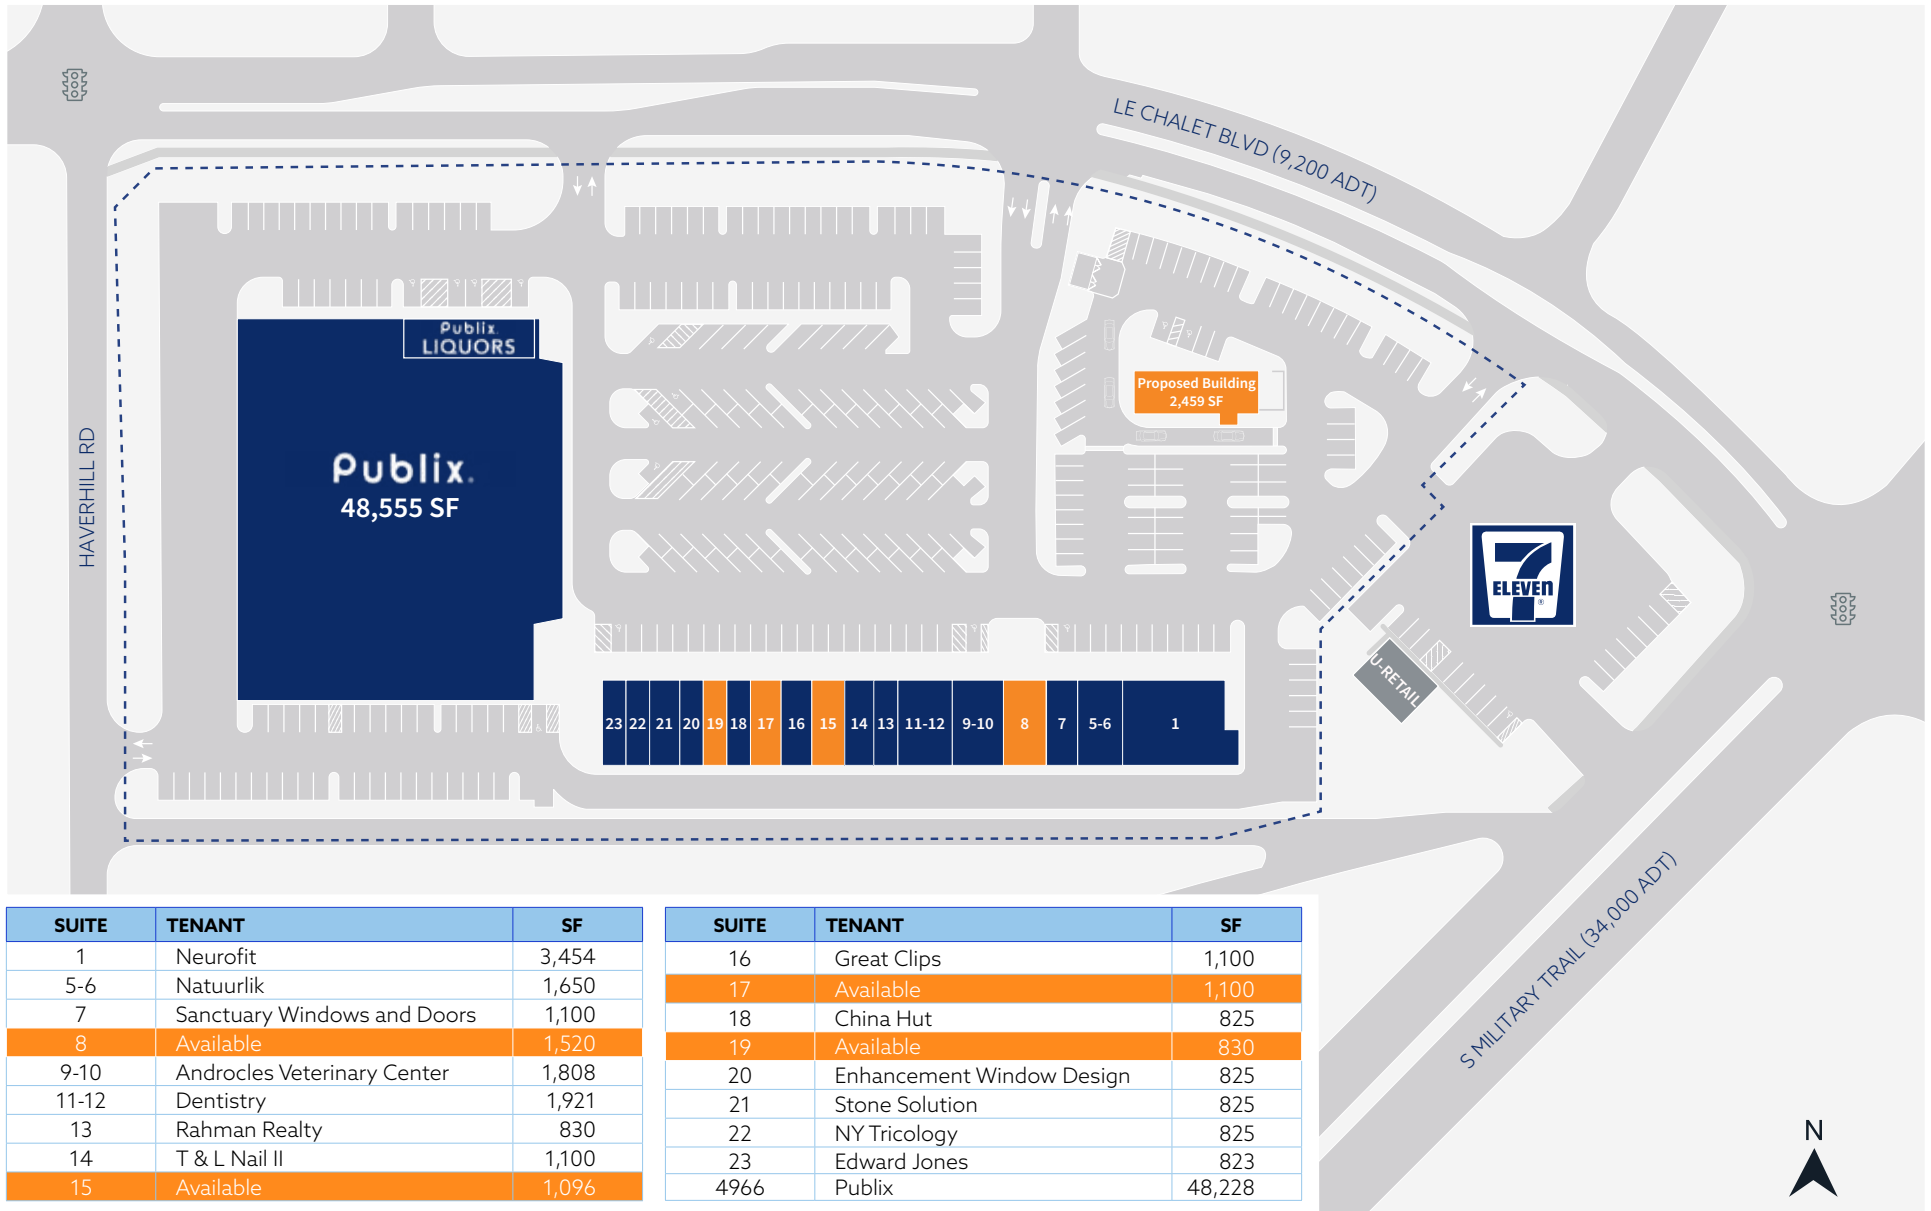 LE CHALET BLVD (9,200 ADT)
HAVERHILL RD
Publix.
LIQUORS
Publix.
48,555 SF
Proposed Building
2,459 SF
7
ELEVEN
®
U-RETAIL
23 22 21 20 19 18 17 16 15 14 13 11-12 9-10 8 7 5-6 1
S MILITARY TRAIL (34,000 ADT)
N
SUITE TENANT SF
1 Neurofit 3,454
5-6 Natuurlik 1,650
7 Sanctuary Windows and Doors 1,100
8 Available 1,520
9-10 Androcles Veterinary Center 1,808
11-12 Dentistry 1,921
13 Rahman Realty 830
14 T & L Nail II 1,100
15 Available 1,096
SUITE TENANT SF
16 Great Clips 1,100
17 Available 1,100
18 China Hut 825
19 Available 830
20 Enhancement Window Design 825
21 Stone Solution 825
22 NY Tricology 825
23 Edward Jones 823
4966 Publix 48,228